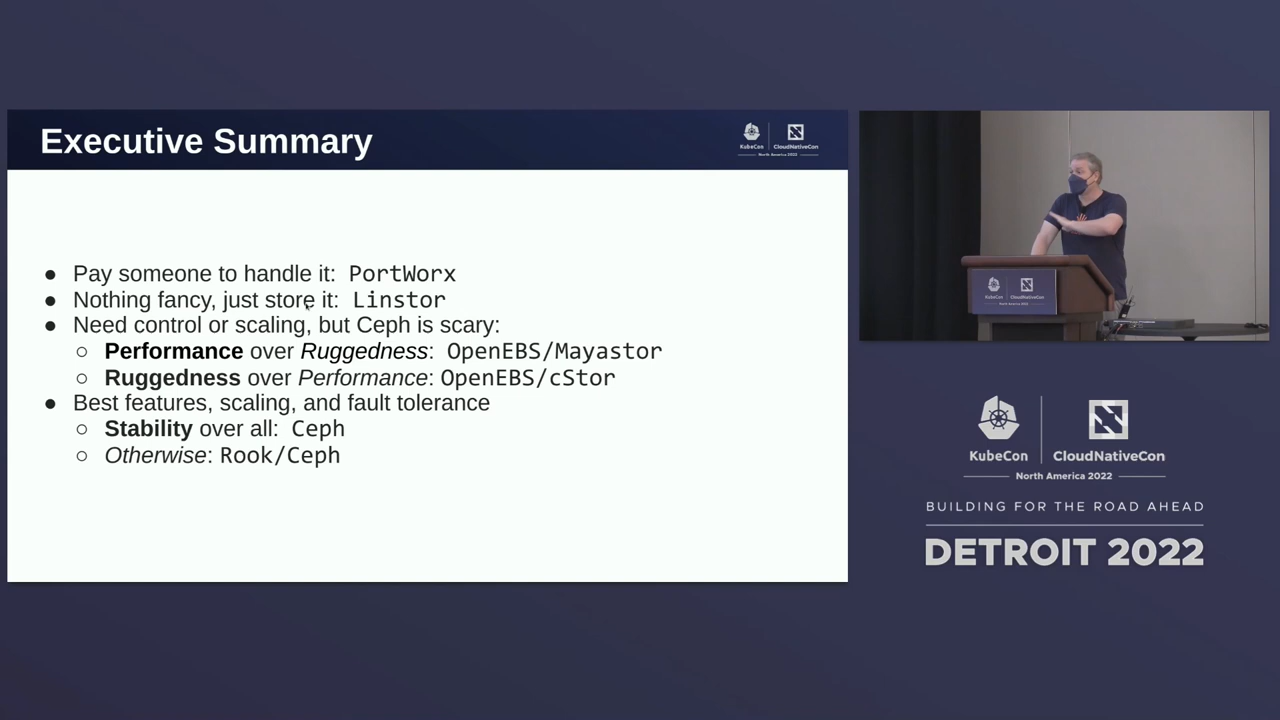 Executive Summary
KubeCon CloudNativeCon
North America 2022
● Pay someone to handle it: PortWorx
● Nothing fancy, just store it: Linstor
● Need control or scaling, but Ceph is scary:
○ Performance over Ruggedness: OpenEBS/Mayastor
○ Ruggedness over Performance: OpenEBS/cStor
● Best features, scaling, and fault tolerance
○ Stability over all: Ceph
○ Otherwise: Rook/Ceph
KubeCon CloudNativeCon
North America 2022
KubeCon CloudNativeCon
North America 2022
BUILDING FOR THE ROAD AHEAD
DETROIT 2022